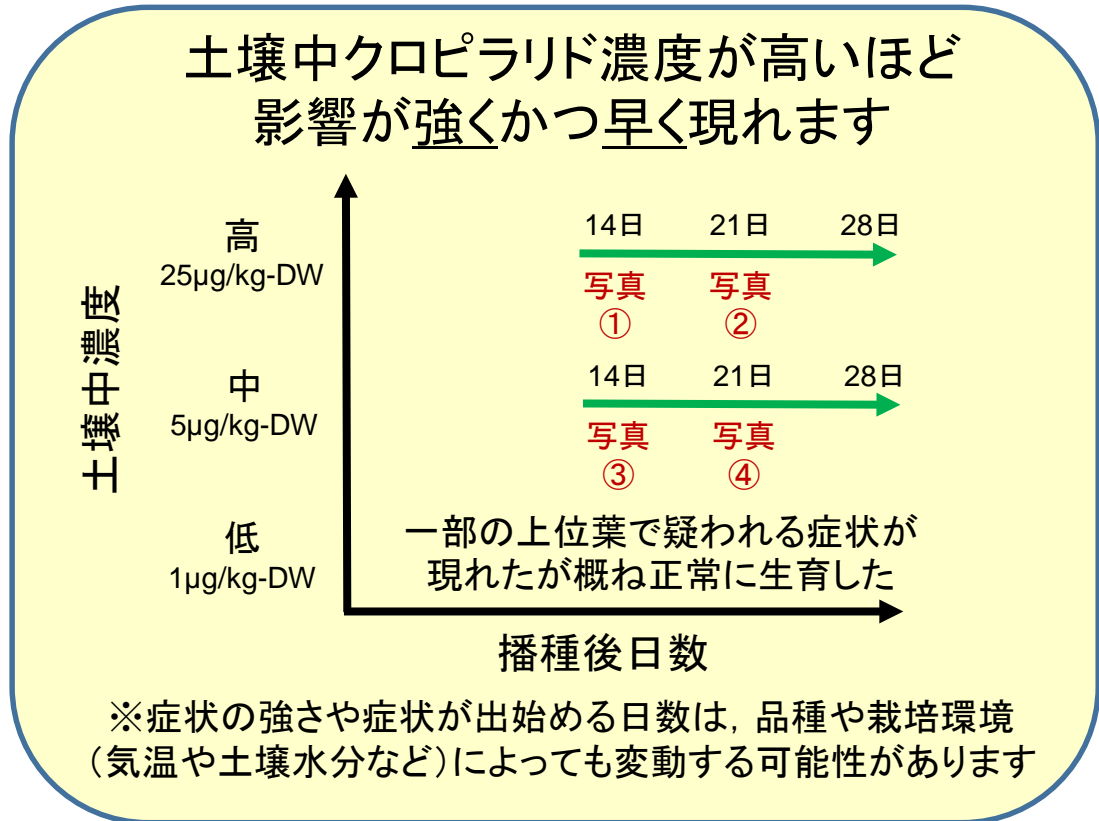 土壌中クロピラリド濃度が高いほど
影響が強くかつ早く現れます
土壌中濃度
高
25μg/kg-DW
14日 21日 28日
写真 写真
① ②
中
5μg/kg-DW
14日 21日 28日
写真 写真
③ ④
低
1μg/kg-DW
一部の上位葉で疑われる症状が
現れたが概ね正常に生育した
播種後日数
※症状の強さや症状が出始める日数は，品種や栽培環境
（気温や土壌水分など）によっても変動する可能性があります